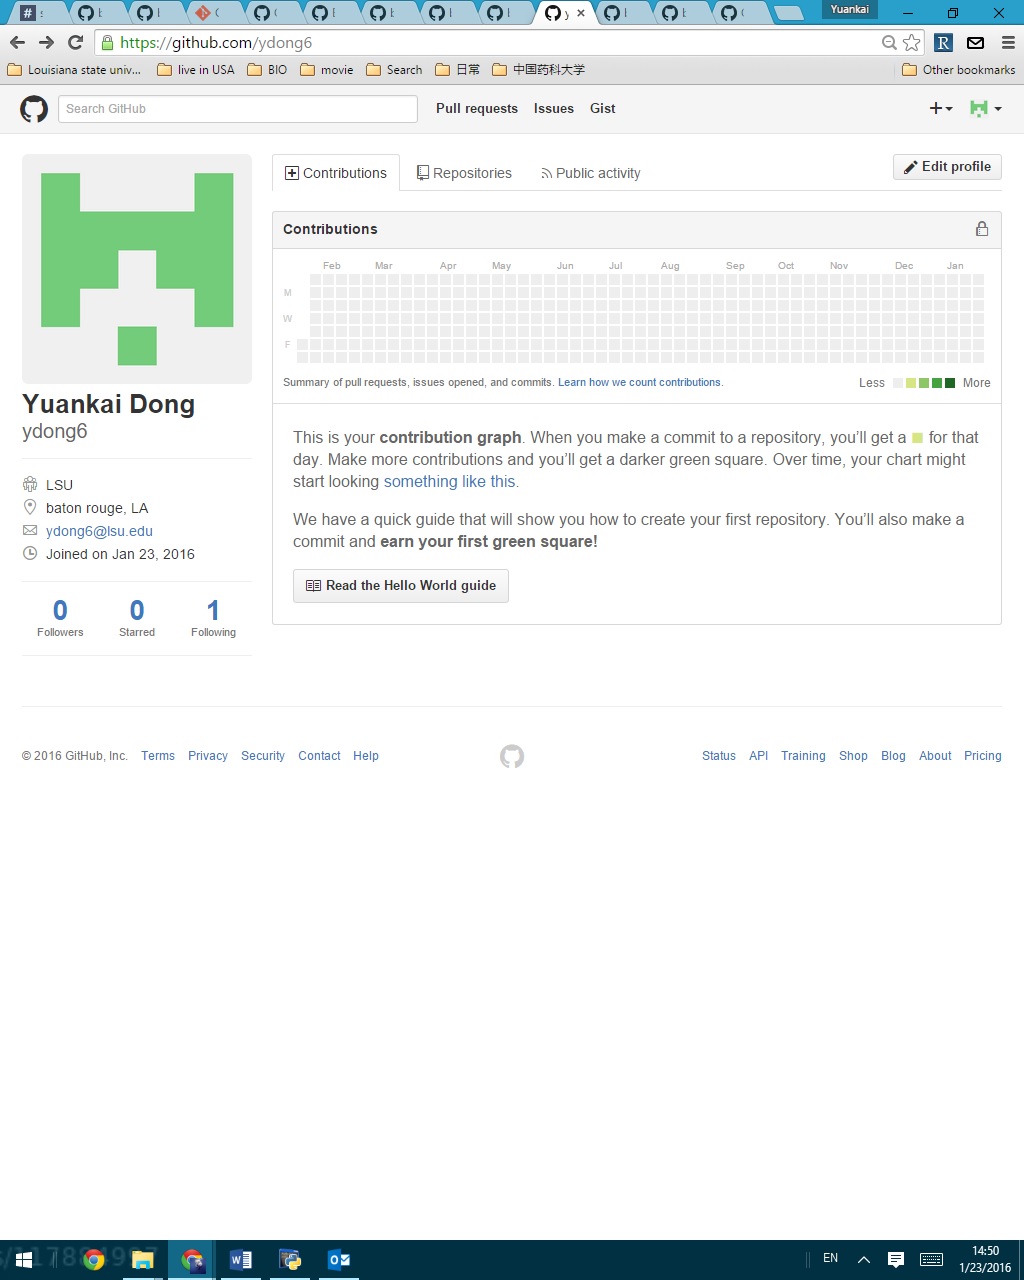 Yuankai
https://github.com/ydong6
Louisiana state univ... live in USA BIO movie Search 日常 中国药科大学 Other bookmarks
Search GitHub Pull requests Issues Gist
Contributions Repositories Public activity Edit profile
Contributions
Feb Mar Apr May Jun Jul Aug Sep Oct Nov Dec Jan
M
W
F
Summary of pull requests, issues opened, and commits. Learn how we count contributions. Less More
Yuankai Dong
ydong6
LSU
baton rouge, LA
ydong6@lsu.edu
Joined on Jan 23, 2016
0 0 1
Followers Starred Following
This is your contribution graph. When you make a commit to a repository, you’ll get a for that
day. Make more contributions and you’ll get a darker green square. Over time, your chart might
start looking something like this.
We have a quick guide that will show you how to create your first repository. You’ll also make a
commit and earn your first green square!
Read the Hello World guide
© 2016 GitHub, Inc. Terms Privacy Security Contact Help Status API Training Shop Blog About Pricing
EN 14:50
1/23/2016